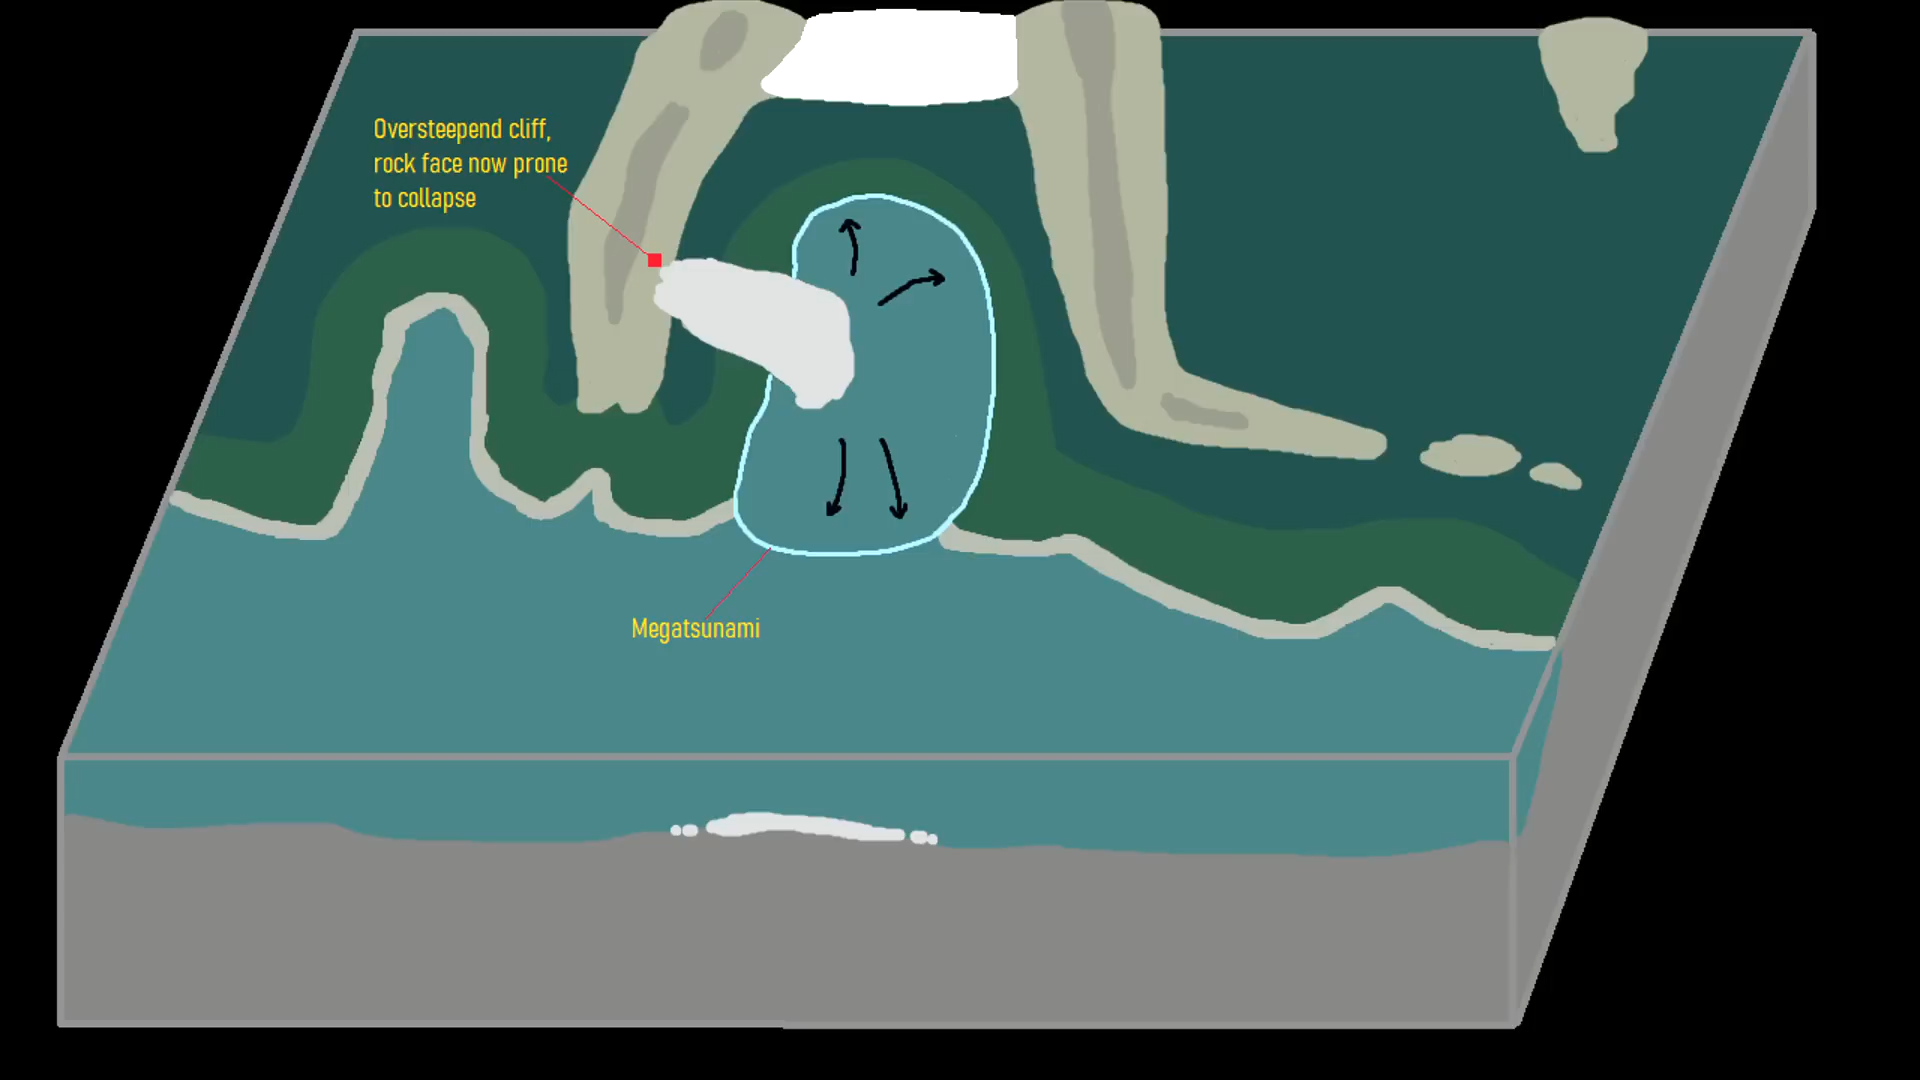 Oversteepend cliff,
rock face now prone
to collapse
Megatsunami